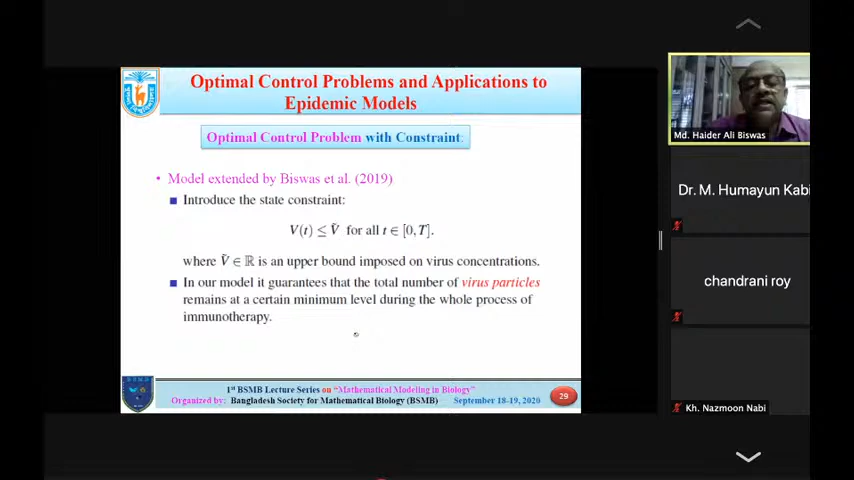 Optimal Control Problems and Applications to
Epidemic Models
Optimal Control Problem with Constraint:
• Model extended by Biswas et al. (2019)
Introduce the state constraint:
V(t) ≤ Ṽ for all t ∈ [0,T].
where Ṽ ∈ ℝ is an upper bound imposed on virus concentrations.
In our model it guarantees that the total number of virus particles
remains at a certain minimum level during the whole process of
immunotherapy.
1st BSMB Lecture Series on "Mathematical Modeling in Biology"
Organized by: Bangladesh Society for Mathematical Biology (BSMB) September 18-19, 2020
29
Md. Haider Ali Biswas
Dr. M. Humayun Kabi
chandrani roy
Kh. Nazmoon Nabi